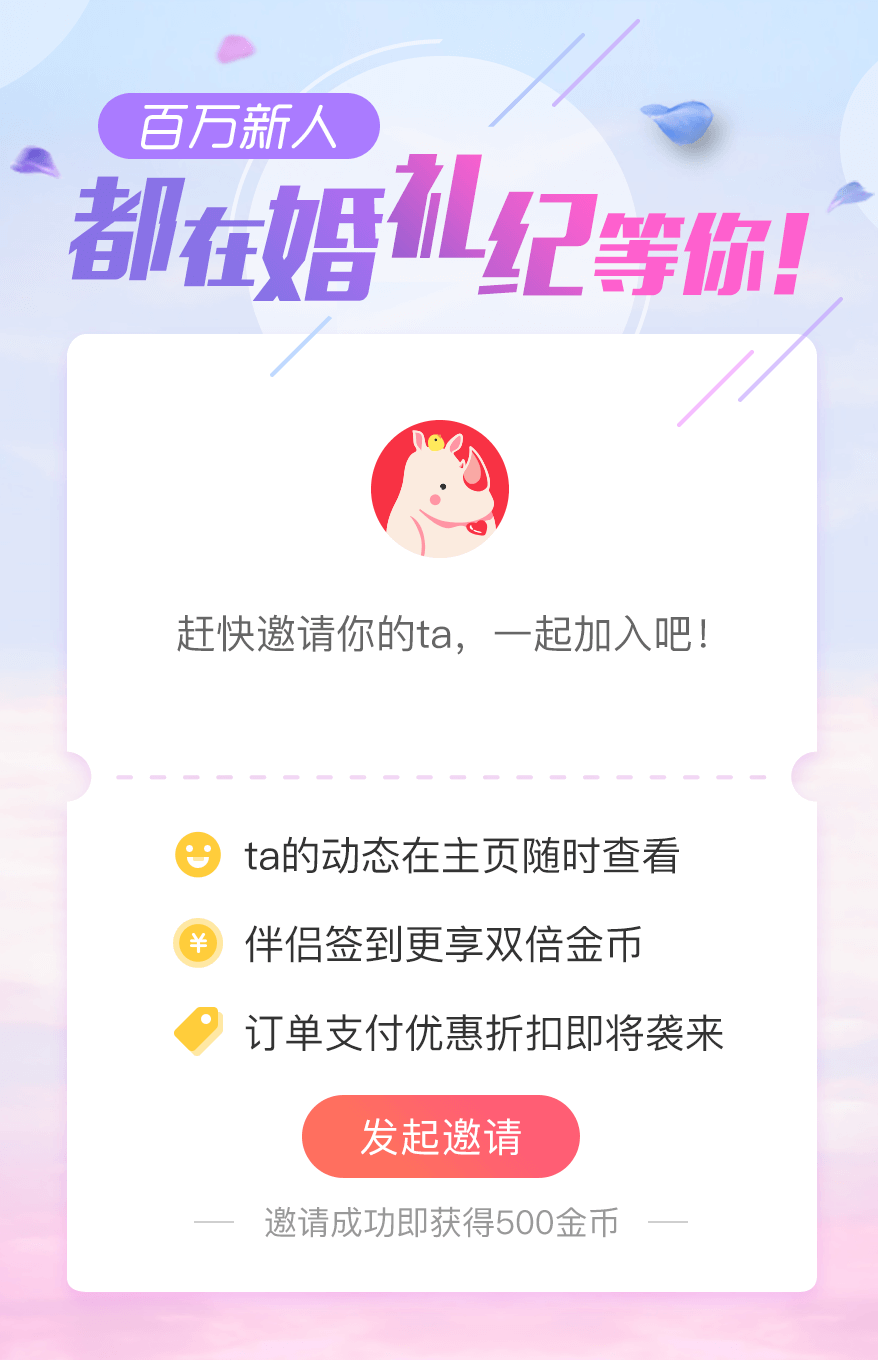 百万新人
都在婚礼纪等你!
赶快邀请你的ta，一起加入吧！
ta的动态在主页随时查看
¥
伴侣签到更享双倍金币
订单支付优惠折扣即将袭来
发起邀请
邀请成功即获得500金币